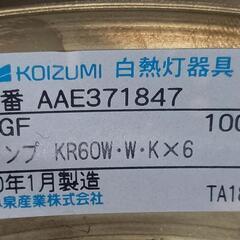 KOIZUMI 白熱灯器具
番 AAE371847
GF 100
ンプ KR60W・W・K×6
0年1月製造
泉産業株式会社 TA18